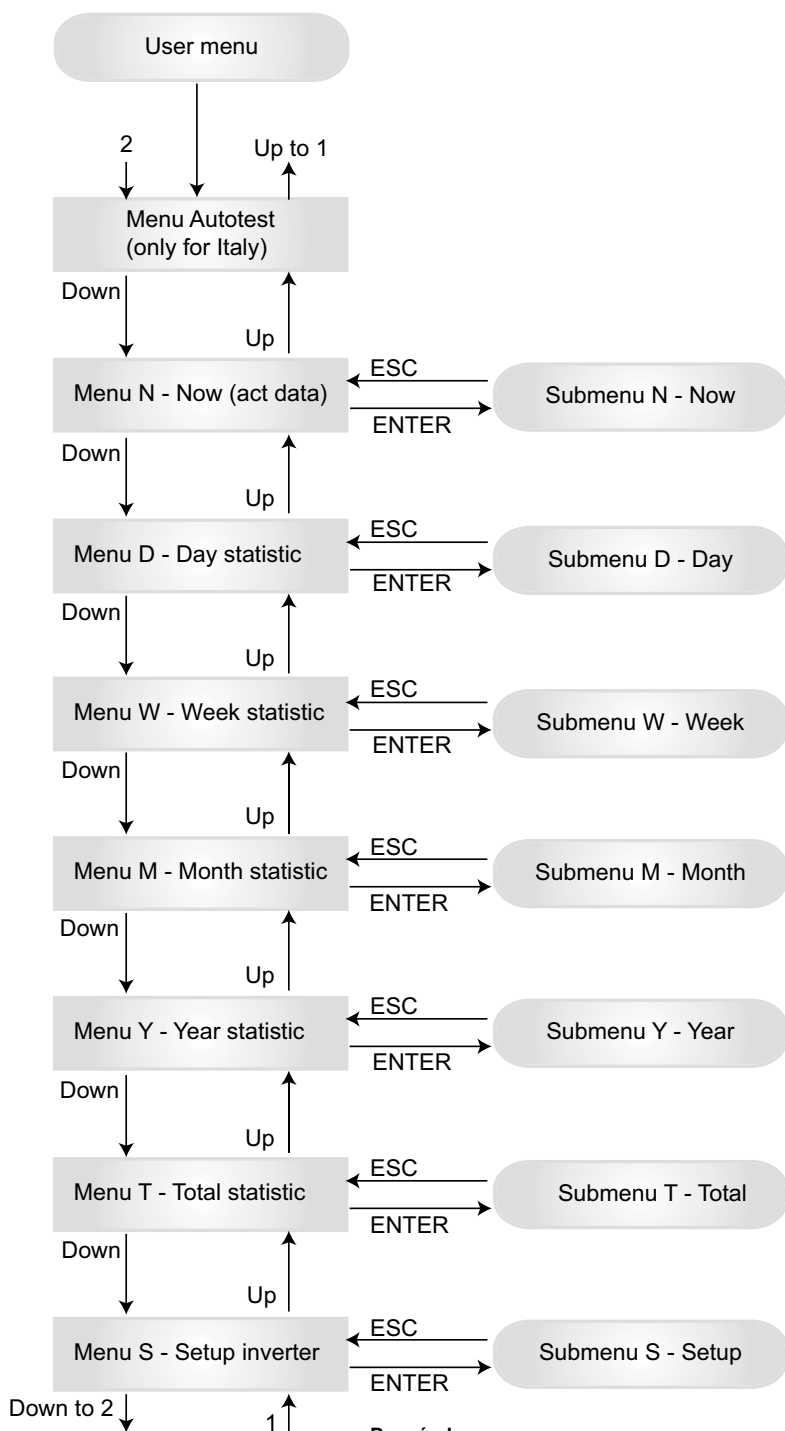 User menu
2
Up to 1
Menu Autotest
(only for Italy)
Down
Up
Menu N - Now (act data)
ESC
ENTER
Submenu N - Now
Down
Up
Menu D - Day statistic
ESC
ENTER
Submenu D - Day
Down
Up
Menu W - Week statistic
ESC
ENTER
Submenu W - Week
Down
Up
Menu M - Month statistic
ESC
ENTER
Submenu M - Month
Down
Up
Menu Y - Year statistic
ESC
ENTER
Submenu Y - Year
Down
Up
Menu T - Total statistic
ESC
ENTER
Submenu T - Total
Down
Up
Menu S - Setup inverter
ESC
ENTER
Submenu S - Setup
Down to 2
1